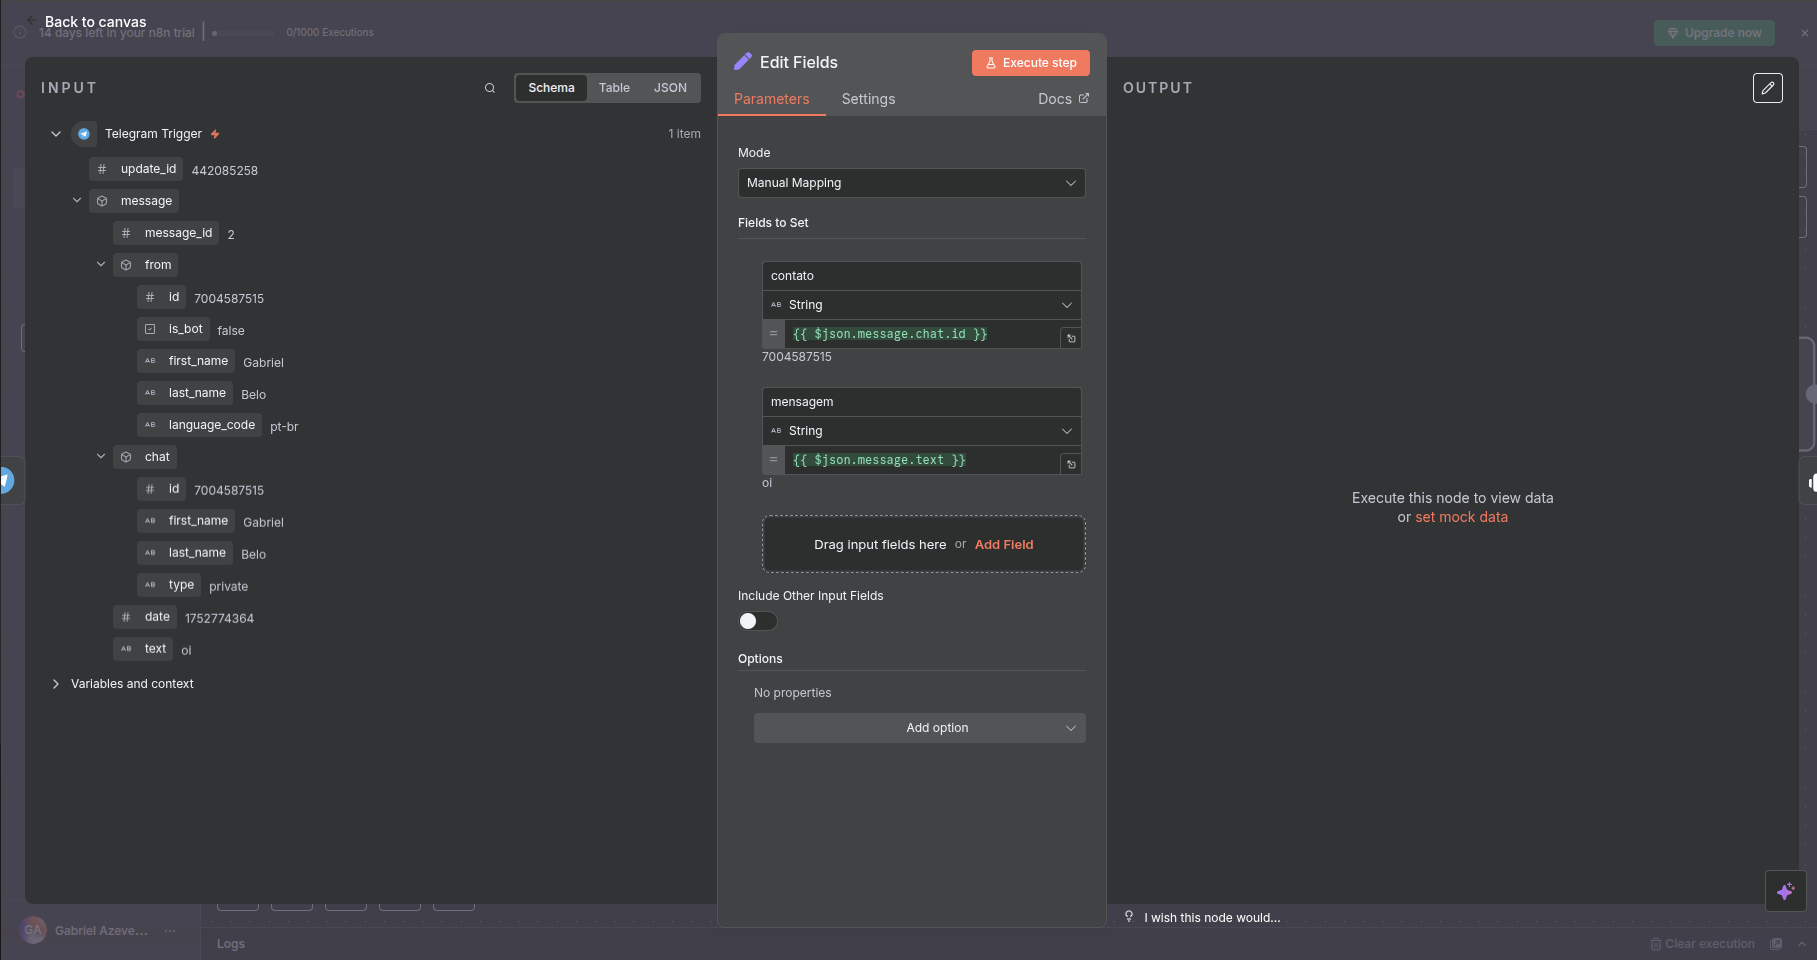 Back to canvas
14 days left in your n8n trial
0/1000 Executions
Upgrade now
INPUT
Schema
Table
JSON
Telegram Trigger
1 item
update_id
442085258
message
message_id
2
from
id
7004587515
is_bot
false
first_name
Gabriel
last_name
Belo
language_code
pt-br
chat
id
7004587515
first_name
Gabriel
last_name
Belo
type
private
date
1752774364
text
oi
Variables and context
Edit Fields
Execute step
Parameters
Settings
Docs
Mode
Manual Mapping
Fields to Set
contato
String
= {{ $json.message.chat.id }}
7004587515
mensagem
String
= {{ $json.message.text }}
oi
Drag input fields here or Add Field
Include Other Input Fields
Options
No properties
Add option
OUTPUT
Execute this node to view data
or set mock data
I wish this node would...
GA
Gabriel Azeve...
Logs
Clear execution